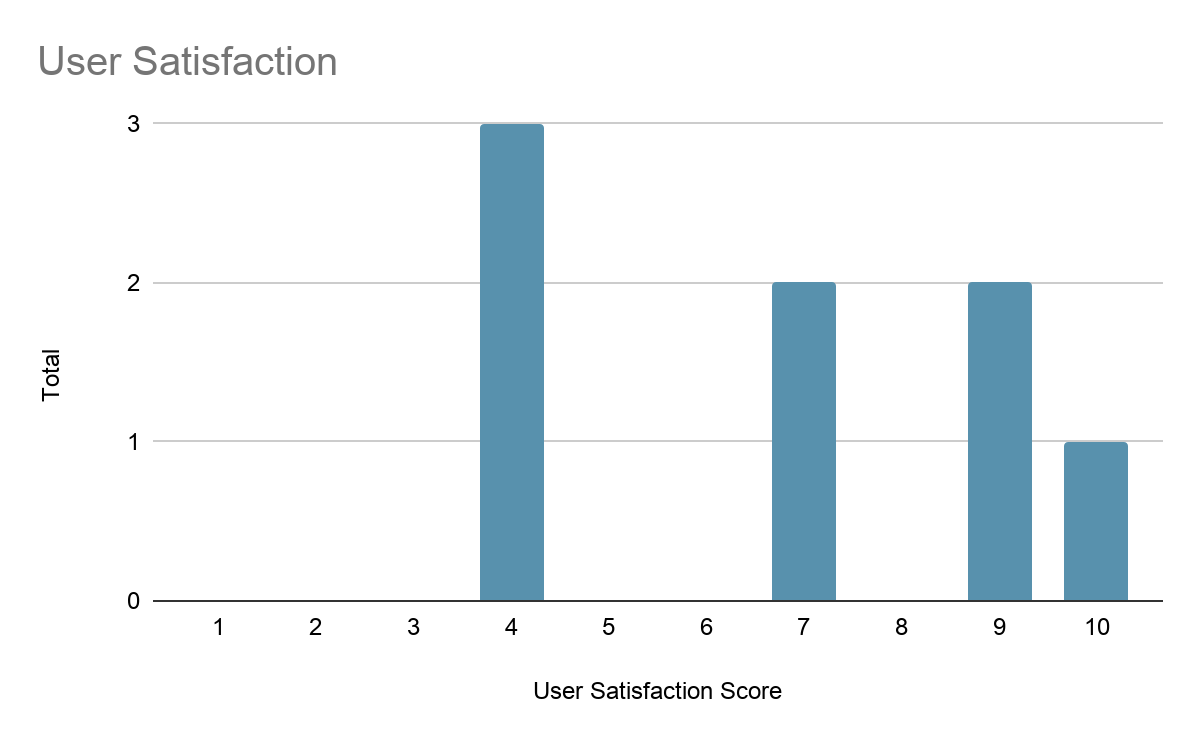 User Satisfaction
3
2
1
0
Total
1 2 3 4 5 6 7 8 9 10
User Satisfaction Score